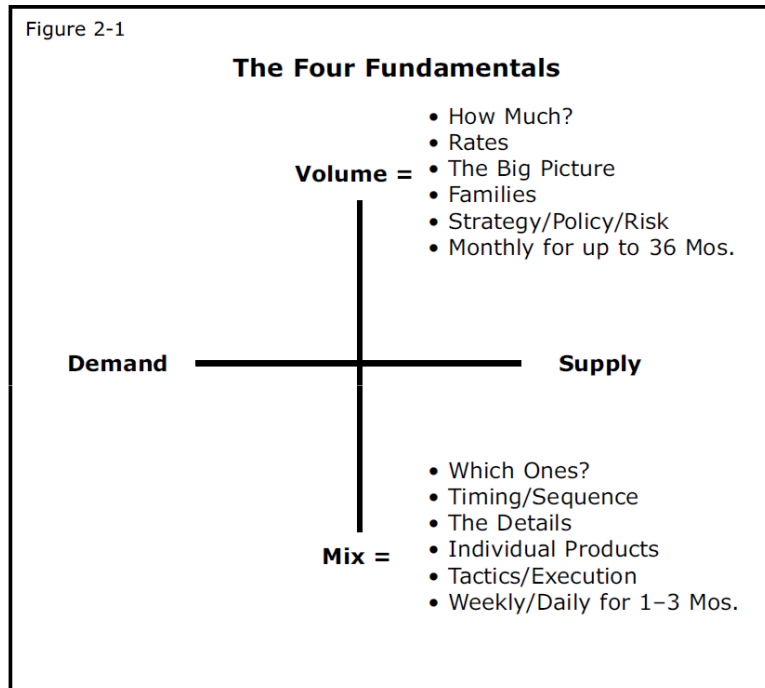 Figure 2-1
The Four Fundamentals
Volume =
• How Much?
• Rates
• The Big Picture
• Families
• Strategy/Policy/Risk
• Monthly for up to 36 Mos.
Demand
Supply
Mix =
• Which Ones?
• Timing/Sequence
• The Details
• Individual Products
• Tactics/Execution
• Weekly/Daily for 1–3 Mos.